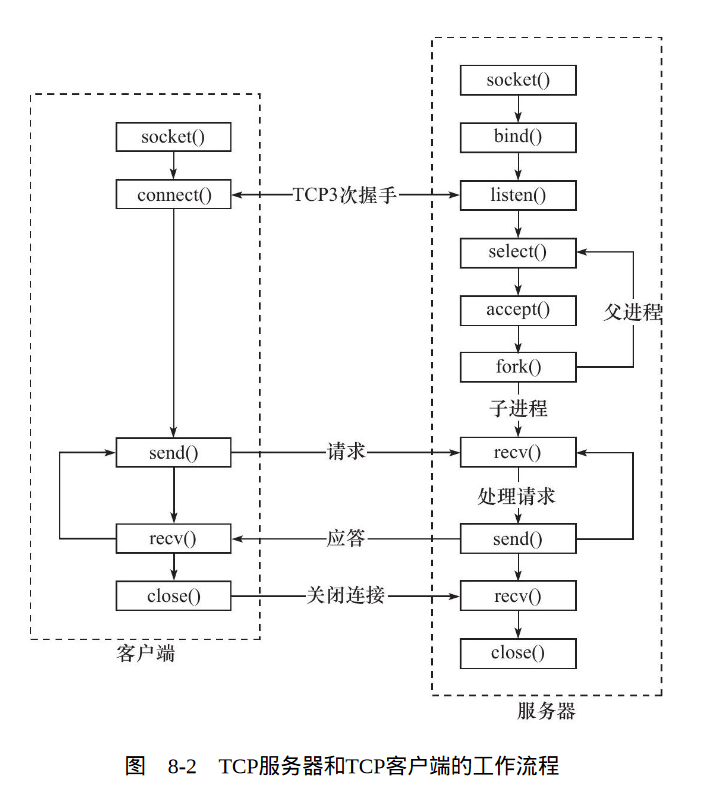 socket()
bind()
socket()
connect()
TCP3次握手
listen()
select()
accept()
父进程
fork()
子进程
send()
请求
recv()
处理请求
recv()
应答
send()
close()
关闭连接
recv()
close()
客户端
服务器
图 8-2 TCP服务器和TCP客户端的工作流程